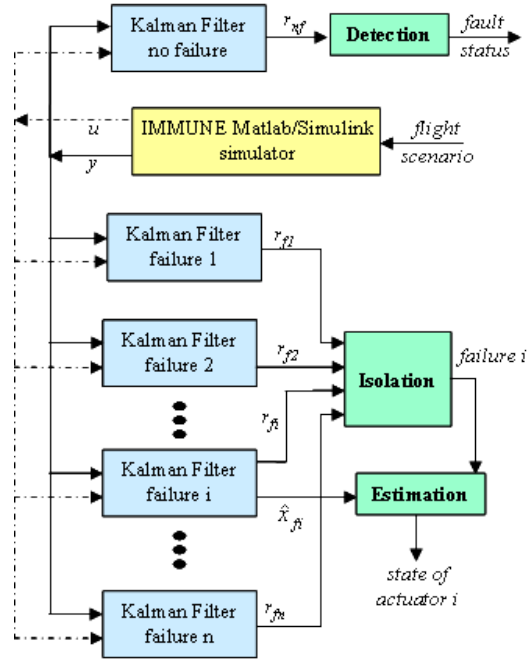 Kalman Filter
no failure
r_nf
Detection
fault
status
u
y
IMMUNE Matlab/Simulink
simulator
flight
scenario
Kalman Filter
failure 1
r_f1
Kalman Filter
failure 2
r_f2
Isolation
failure i
r_fi
Kalman Filter
failure i
x̂_fi
Estimation
state of
actuator i
Kalman Filter
failure n
r_fn